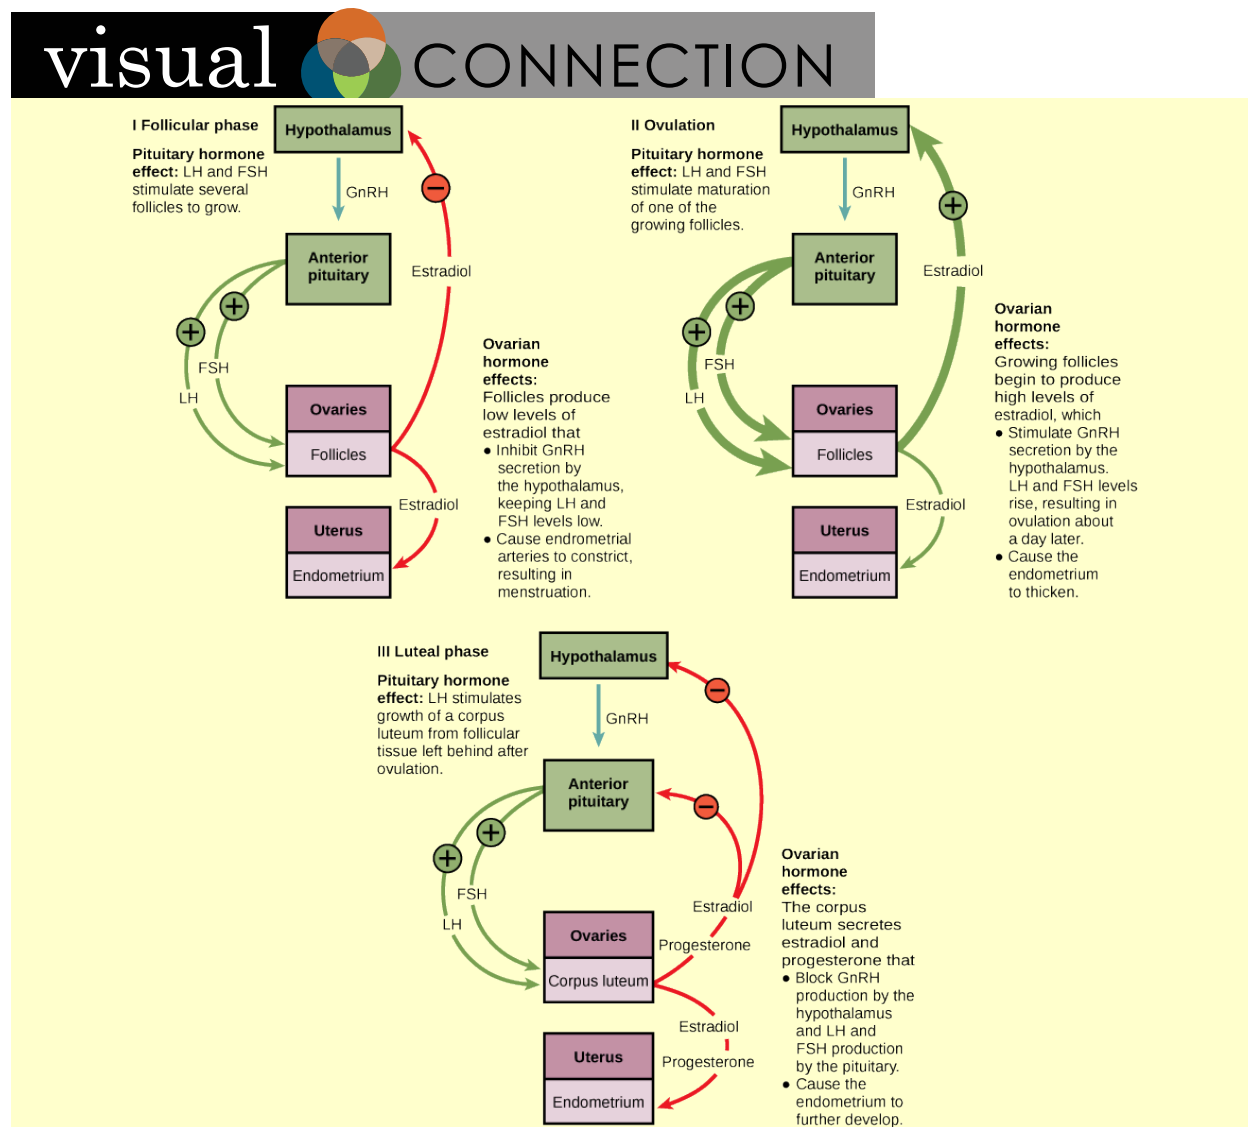 visual CONNECTION
I Follicular phase
Pituitary hormone
effect: LH and FSH
stimulate several
follicles to grow.
Hypothalamus
GnRH
−
Anterior
pituitary
Estradiol
+
+
FSH
LH
Ovaries
Follicles
Estradiol
Uterus
Endometrium
Ovarian
hormone
effects:
Follicles produce
low levels of
estradiol that
● Inhibit GnRH
secretion by
the hypothalamus,
keeping LH and
FSH levels low.
● Cause endrometrial
arteries to constrict,
resulting in
menstruation.
II Ovulation
Pituitary hormone
effect: LH and FSH
stimulate maturation
of one of the
growing follicles.
Hypothalamus
GnRH
+
Anterior
pituitary
Estradiol
+
+
FSH
LH
Ovaries
Follicles
Estradiol
Uterus
Endometrium
Ovarian
hormone
effects:
Growing follicles
begin to produce
high levels of
estradiol, which
● Stimulate GnRH
secretion by the
hypothalamus.
LH and FSH levels
rise, resulting in
ovulation about
a day later.
● Cause the
endometrium
to thicken.
III Luteal phase
Pituitary hormone
effect: LH stimulates
growth of a corpus
luteum from follicular
tissue left behind after
ovulation.
Hypothalamus
−
GnRH
Anterior
pituitary
−
+
+
FSH
LH
Estradiol
Progesterone
Ovaries
Corpus luteum
Estradiol
Progesterone
Uterus
Endometrium
Ovarian
hormone
effects:
The corpus
luteum secretes
estradiol and
progesterone that
● Block GnRH
production by the
hypothalamus
and LH and
FSH production
by the pituitary.
● Cause the
endometrium to
further develop.